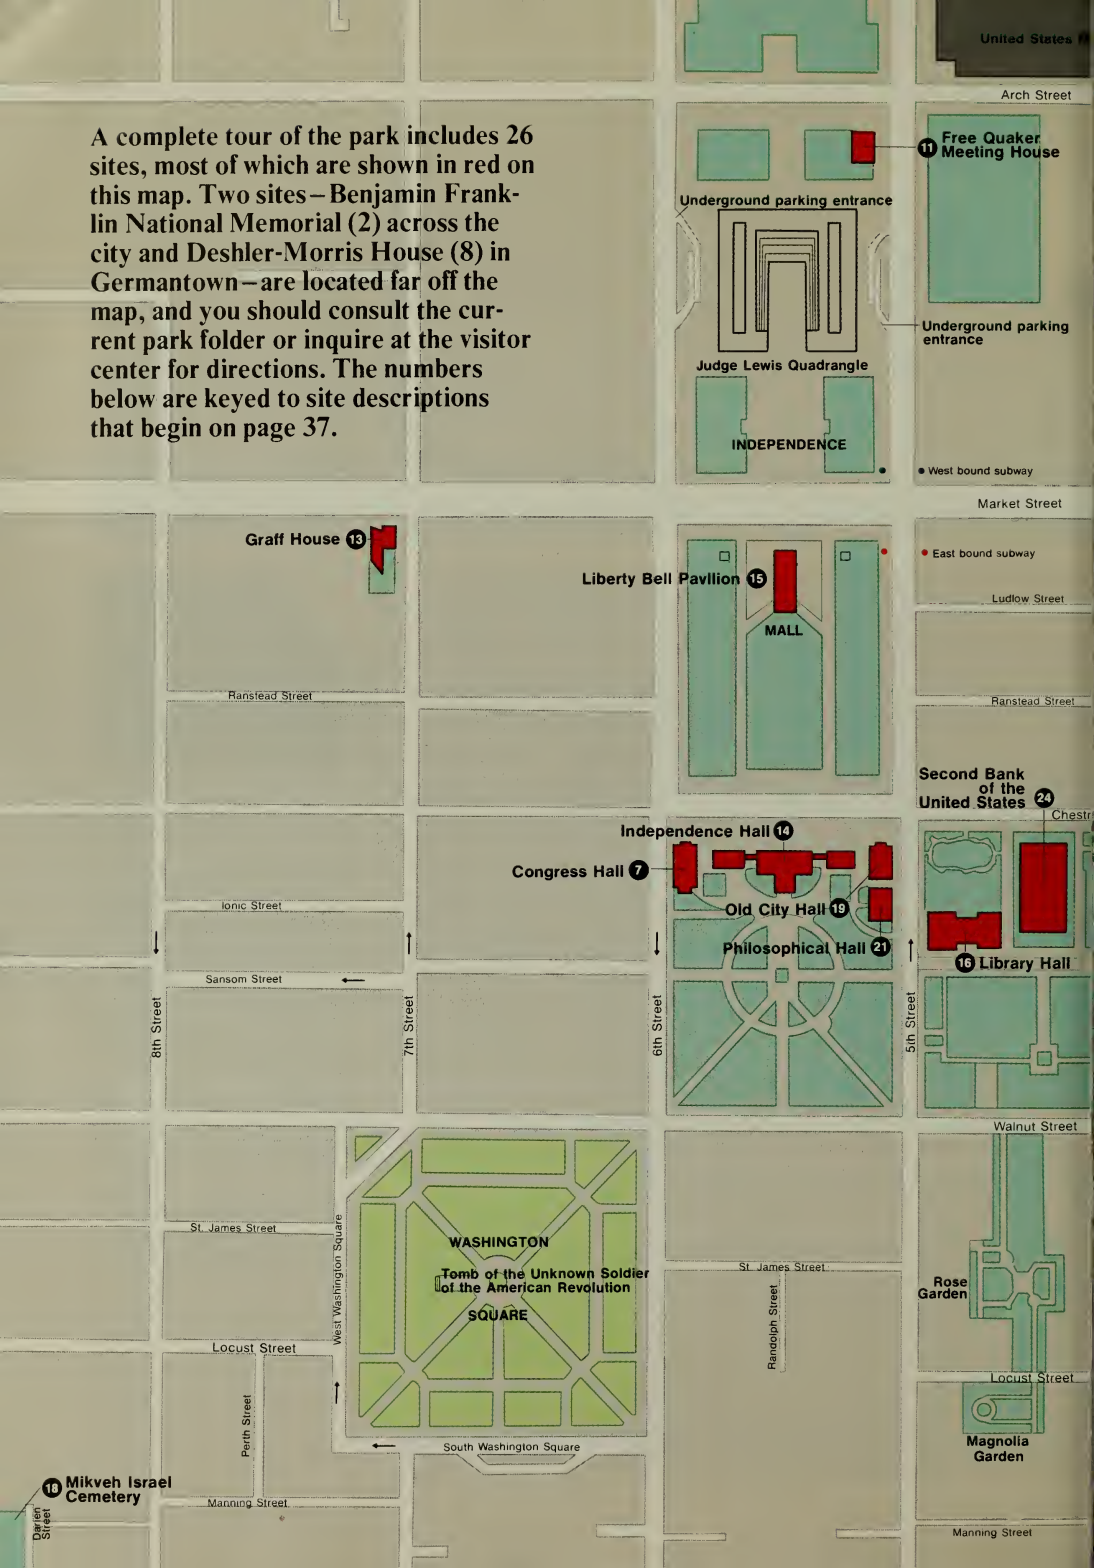 United States
Arch Street
A complete tour of the park includes 26
sites, most of which are shown in red on
this map. Two sites—Benjamin Frank-
lin National Memorial (2) across the
city and Deshler-Morris House (8) in
Germantown—are located far off the
map, and you should consult the cur-
rent park folder or inquire at the visitor
center for directions. The numbers
below are keyed to site descriptions
that begin on page 37.
11 Free Quaker
Meeting House
Underground parking entrance
Underground parking
entrance
Judge Lewis Quadrangle
INDEPENDENCE
West bound subway
Market Street
Graff House 13
East bound subway
Liberty Bell Pavilion 15
Ludlow Street
MALL
Ranstead Street
Ranstead Street
Second Bank
of the
United States 24
Chestr
Independence Hall 14
Congress Hall 7
Old City Hall 19
Ionic Street
Philosophical Hall 21
16 Library Hall
Sansom Street
8th Street
7th Street
6th Street
5th Street
Walnut Street
St. James Street
West Washington Square
WASHINGTON
Tomb of the Unknown Soldier
of the American Revolution
SQUARE
St. James Street
Randolph Street
Rose
Garden
Locust Street
Locust Street
Perth Street
South Washington Square
Magnolia
Garden
18 Mikveh Israel
Cemetery
Darien
Street
Manning Street
Manning Street